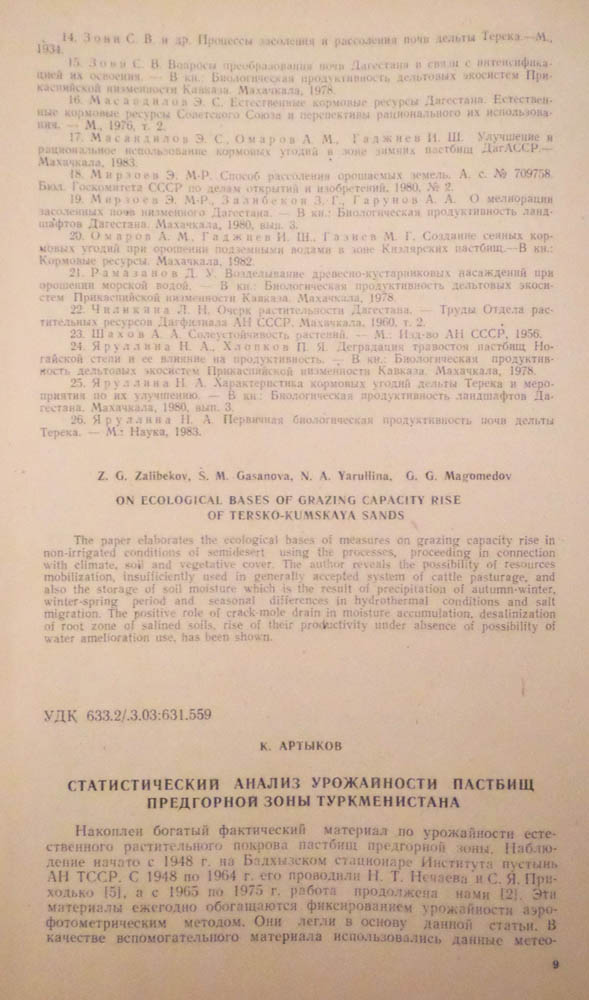 14. Зонн С. В. и др. Процессы засоления и рассоления почв дельты Терека.—М.,
1934.
15. Зонн С. В. Вопросы преобразования почв Дагестана в связи с интенсифика-
цией их освоения. — В кн.: Биологическая продуктивность дельтовых экосистем При-
каспийской низменности Кавказа. Махачкала, 1978.
16. Масандилов Э. С. Естественные кормовые ресурсы Дагестана. Естествен-
ные кормовые ресурсы Советского Союза и перспективы рационального их использова-
ния. — М., 1976, т. 2.
17. Масандилов Э. С., Омаров А. М., Гаджиев И. Ш. Улучшение и
рациональное использование кормовых угодий в зоне зимних пастбищ ДагАССР.—
Махачкала, 1983.
18. Мирзоев Э. М-Р. Способ рассоления орошаемых земель. А. с. № 709758.
Бюл. Госкомитета СССР по делам открытий и изобретений, 1980, № 2.
19. Мирзоев Э. М-Р., Залибеков З. Г., Гарунов А. А. О мелиорации
засоленных почв низменного Дагестана. — В кн.: Биологическая продуктивность ланд-
шафтов Дагестана. Махачкала, 1980, вып. 3.
20. Омаров А. М., Гаджиев И. Ш., Газиев М. Г. Создание сеяных кор-
мовых угодий при орошении подземными водами в зоне Кизлярских пастбищ.—В кн.:
Кормовые ресурсы. Махачкала, 1982.
21. Рамазанов Д. У. Возделывание древесно-кустарниковых насаждений при
орошении морской водой. — В кн.: Биологическая продуктивность дельтовых экоси-
стем Прикаспийской низменности Кавказа. Махачкала, 1978.
22. Чиликина Л. Н. Очерк растительности Дагестана. — Труды Отдела рас-
тительных ресурсов Дагфилиала АН СССР. Махачкала, 1960, т. 2.
23. Шахов А. А. Солеустойчивость растений. — М.: Изд-во АН СССР, 1956.
24. Яруллина Н. А., Хлопков П. Я. Деградация травостоя пастбищ Но-
гайской степи и ее влияние на продуктивность. — В кн.: Биологическая продуктив-
ность дельтовых экосистем Прикаспийской низменности Кавказа. Махачкала, 1978.
25. Яруллина Н. А. Характеристика кормовых угодий дельты Терека и меро-
приятия по их улучшению. — В кн.: Биологическая продуктивность ландшафтов Да-
гестана. Махачкала, 1980, вып. 3.
26. Яруллина Н. А. Первичная биологическая продуктивность почв дельты
Терека. — М.: Наука, 1983.
Z. G. Zalibekov, S. M. Gasanova, N. A. Yarullina, G. G. Magomedov
ON ECOLOGICAL BASES OF GRAZING CAPACITY RISE
OF TERSKO-KUMSKAYA SANDS
The paper elaborates the ecological bases of measures on grazing capacity rise in
non-irrigated conditions of semidesert using the processes, proceeding in connection
with climate, soil and vegetative cover. The author reveals the possibility of resources
mobilization, insufficiently used in generally accepted system of cattle pasturage, and
also the storage of soil moisture which is the result of precipitation of autumn-winter,
winter-spring period and seasonal differences in hydrothermal conditions and salt
migration. The positive role of crack-mole drain in moisture accumulation, desalinization
of root zone of salined soils, rise of their productivity under absence of possibility of
water amelioration use, has been shown.
УДК 633.2/.3.03:631.559
К. АРТЫКОВ
СТАТИСТИЧЕСКИЙ АНАЛИЗ УРОЖАЙНОСТИ ПАСТБИЩ
ПРЕДГОРНОЙ ЗОНЫ ТУРКМЕНИСТАНА
Накоплен богатый фактический материал по урожайности есте-
ственного растительного покрова пастбищ предгорной зоны. Наблю-
дение начато с 1948 г. на Бадхызском стационаре Института пустынь
АН ТССР. С 1948 по 1964 г. его проводили Н. Т. Нечаева и С. Я. При-
ходько [5], а с 1965 по 1975 г. работа продолжена нами [2]. Эти
материалы ежегодно обогащаются фиксированием урожайности аэро-
фотометрическим методом. Они легли в основу данной статьи. В
качестве вспомогательного материала использовались данные метео-
9